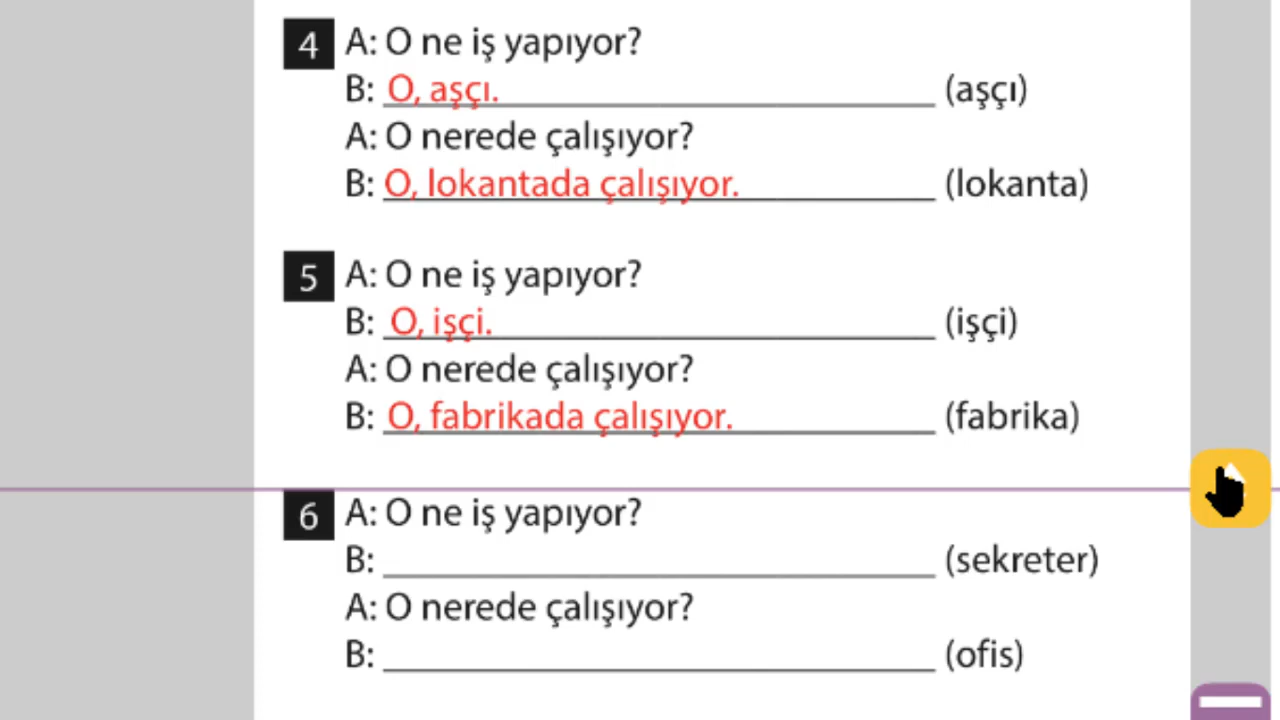 4 A: O ne iş yapıyor?
B: O, aşçı. (aşçı)
A: O nerede çalışıyor?
B: O, lokantada çalışıyor. (lokanta)
5 A: O ne iş yapıyor?
B: O, işçi. (işçi)
A: O nerede çalışıyor?
B: O, fabrikada çalışıyor. (fabrika)
6 A: O ne iş yapıyor?
B: (sekreter)
A: O nerede çalışıyor?
B: (ofis)